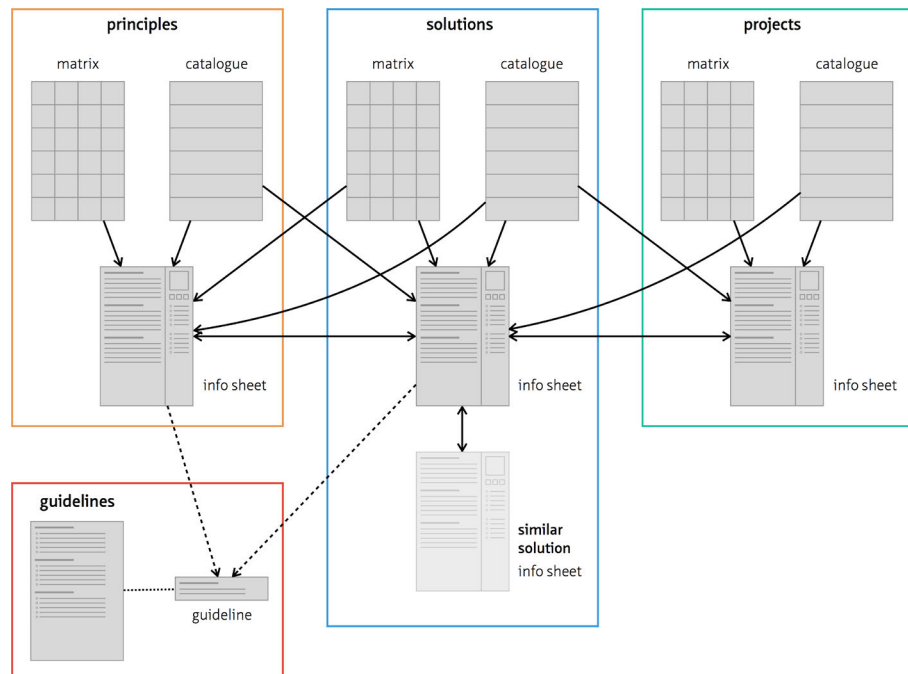 principles
matrix
catalogue
info sheet
solutions
matrix
catalogue
info sheet
similar
solution
info sheet
projects
matrix
catalogue
info sheet
guidelines
guideline